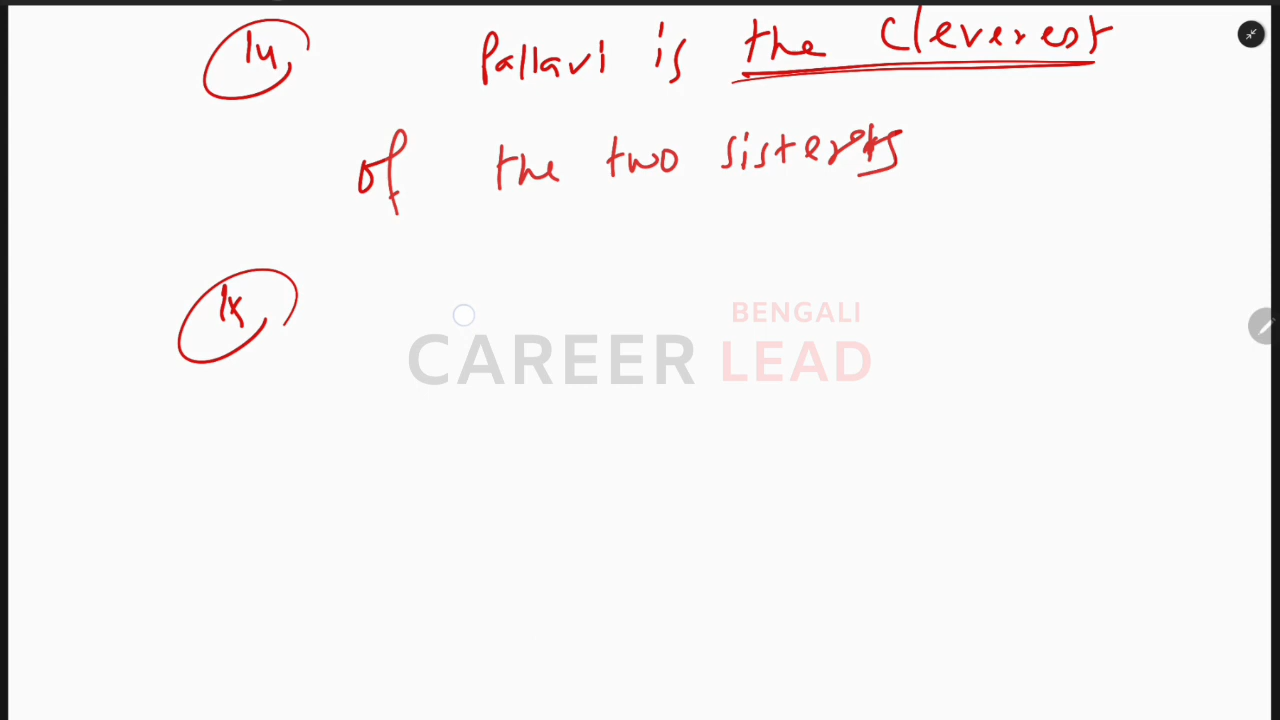 14 Pallavi is the cleverest
of the two sisters
BENGALI
CAREER LEAD